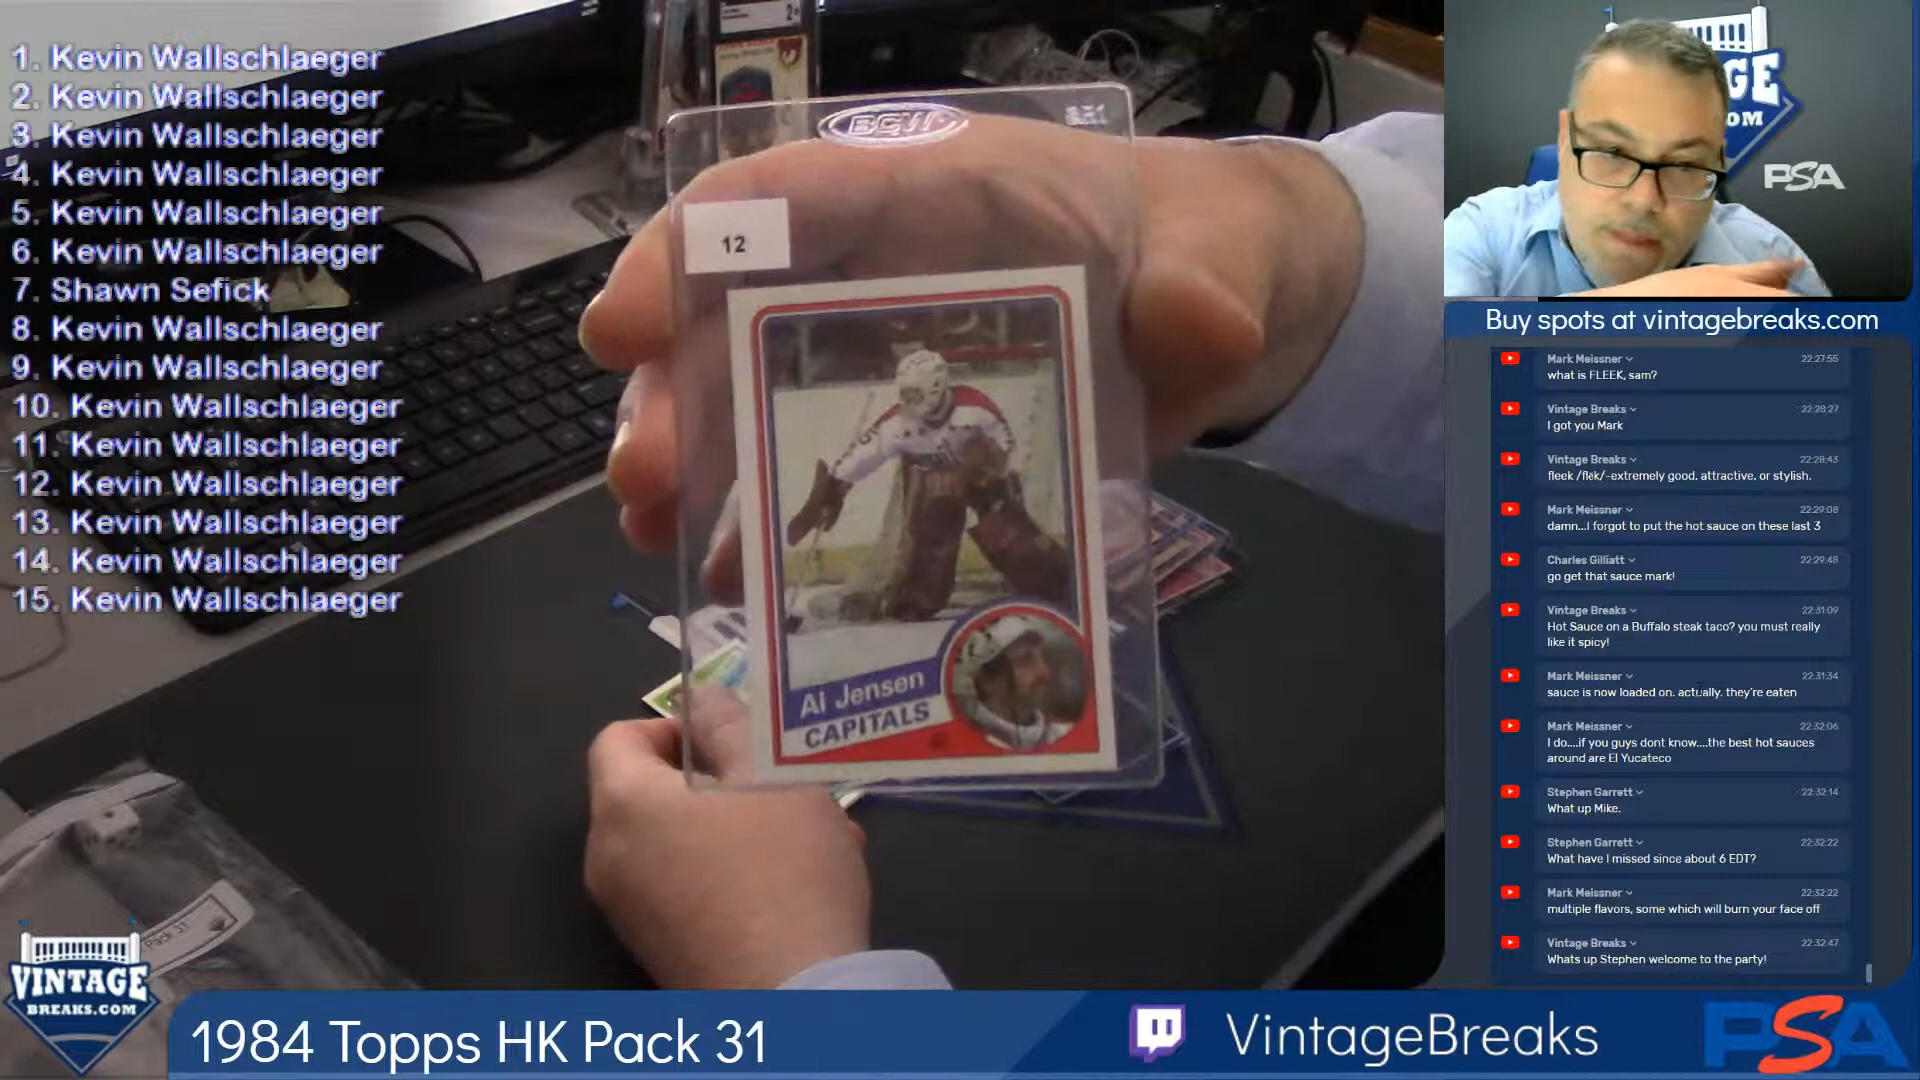 1. Kevin Wallschlaeger
2. Kevin Wallschlaeger
3. Kevin Wallschlaeger
4. Kevin Wallschlaeger
5. Kevin Wallschlaeger
6. Kevin Wallschlaeger
7. Shawn Sefick
8. Kevin Wallschlaeger
9. Kevin Wallschlaeger
10. Kevin Wallschlaeger
11. Kevin Wallschlaeger
12. Kevin Wallschlaeger
13. Kevin Wallschlaeger
14. Kevin Wallschlaeger
15. Kevin Wallschlaeger
BCW
12
Al Jensen
CAPITALS
Pack 31
VINTAGE
BREAKS.COM
1984 Topps HK Pack 31
VintageBreaks
PSA
PSA
Buy spots at vintagebreaks.com
Mark Meissner 22:27:55
what is FLEEK, sam?
Vintage Breaks 22:28:27
I got you Mark
Vintage Breaks 22:28:43
fleek /flēk/-extremely good, attractive, or stylish.
Mark Meissner 22:29:08
damn...I forgot to put the hot sauce on these last 3
Charles Gilliatt 22:29:48
go get that sauce mark!
Vintage Breaks 22:31:09
Hot Sauce on a Buffalo steak taco? you must really
like it spicy!
Mark Meissner 22:31:34
sauce is now loaded on. actually. they're eaten
Mark Meissner 22:32:06
I do....if you guys dont know....the best hot sauces
around are El Yucateco
Stephen Garrett 22:32:14
What up Mike.
Stephen Garrett 22:32:22
What have I missed since about 6 EDT?
Mark Meissner 22:32:22
multiple flavors, some which will burn your face off
Vintage Breaks 22:32:47
Whats up Stephen welcome to the party!